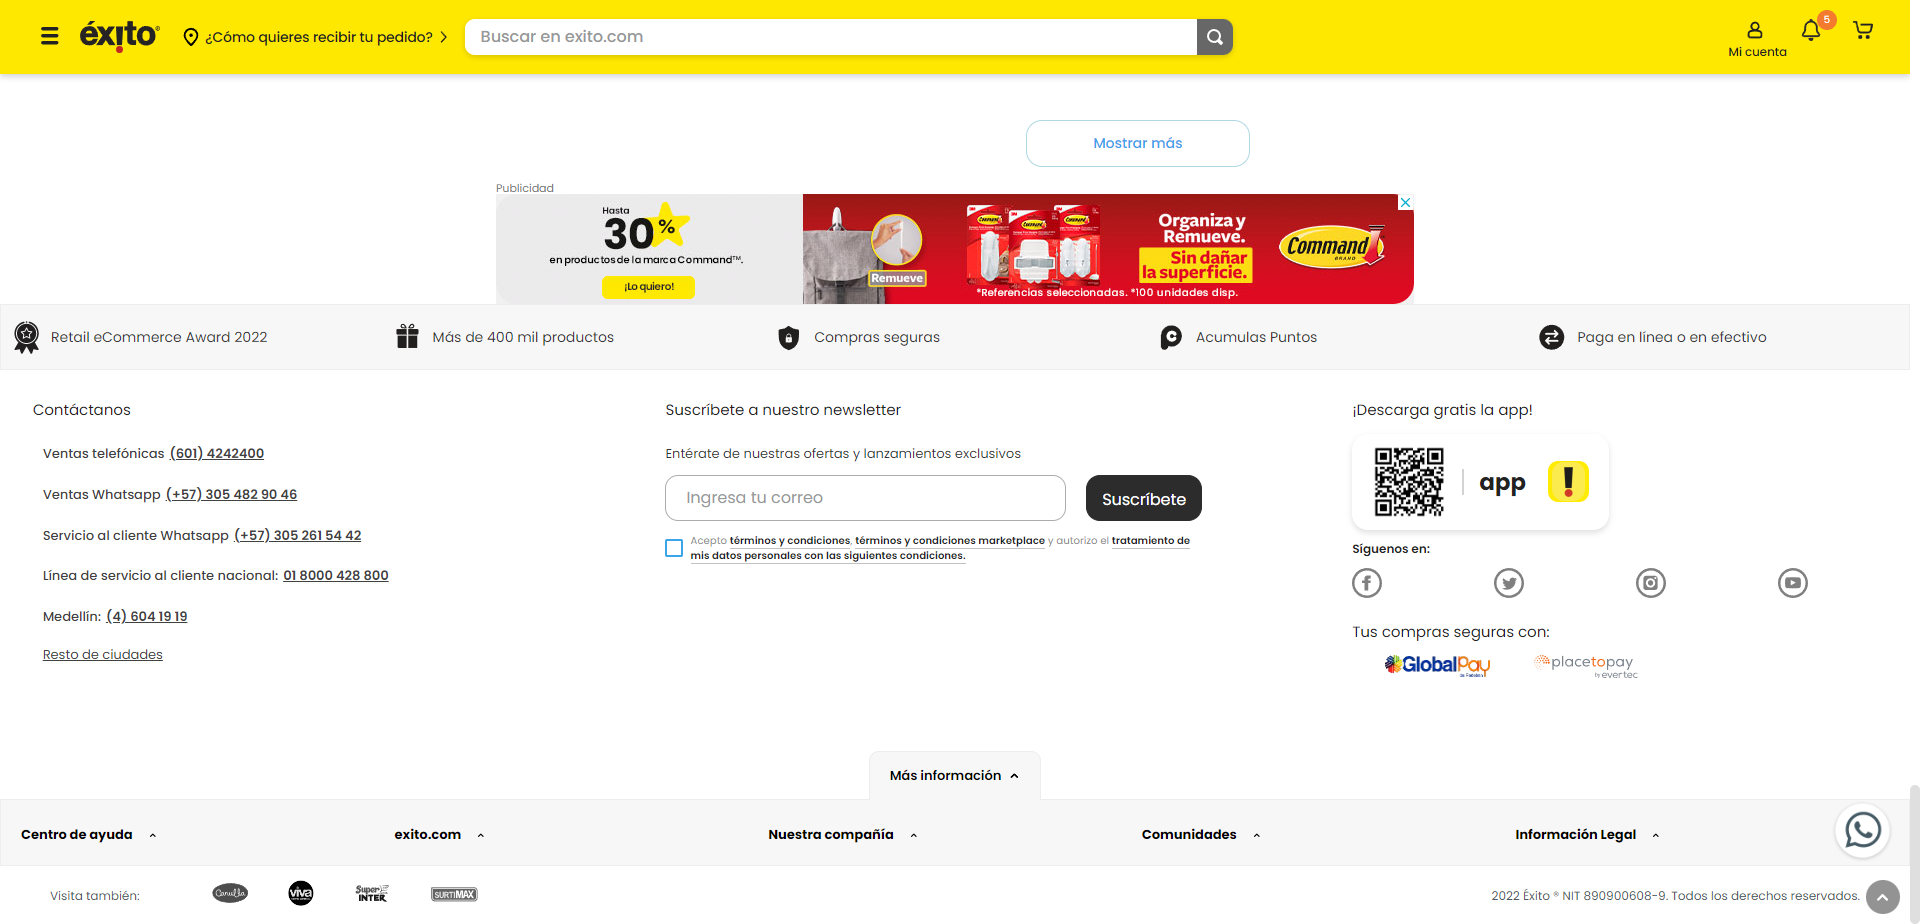 éxito
¿Cómo quieres recibir tu pedido?
Buscar en exito.com
Mi cuenta
5
Mostrar más
Publicidad
Hasta
30%
en productos de la marca Command™.
¡Lo quiero!
Remueve
Command
Command
Command
Organiza y
Remueve.
Sin dañar
la superficie.
*Referencias seleccionadas. *100 unidades disp.
Command
BRAND
Retail eCommerce Award 2022
Más de 400 mil productos
Compras seguras
Acumulas Puntos
Paga en línea o en efectivo
Contáctanos
Ventas telefónicas (601) 4242400
Ventas Whatsapp (+57) 305 482 90 46
Servicio al cliente Whatsapp (+57) 305 261 54 42
Línea de servicio al cliente nacional: 01 8000 428 800
Medellín: (4) 604 19 19
Resto de ciudades
Suscríbete a nuestro newsletter
Entérate de nuestras ofertas y lanzamientos exclusivos
Ingresa tu correo
Suscríbete
Acepto términos y condiciones, términos y condiciones marketplace y autorizo el tratamiento de
mis datos personales con las siguientes condiciones.
¡Descarga gratis la app!
app
Síguenos en:
Tus compras seguras con:
GlobalPay
placetopay
by evertec
Más información
Centro de ayuda
exito.com
Nuestra compañía
Comunidades
Información Legal
Visita también:
Carulla
viva
Super
INTER
SURTIMAX
2022 Éxito ® NIT 890900608-9. Todos los derechos reservados.